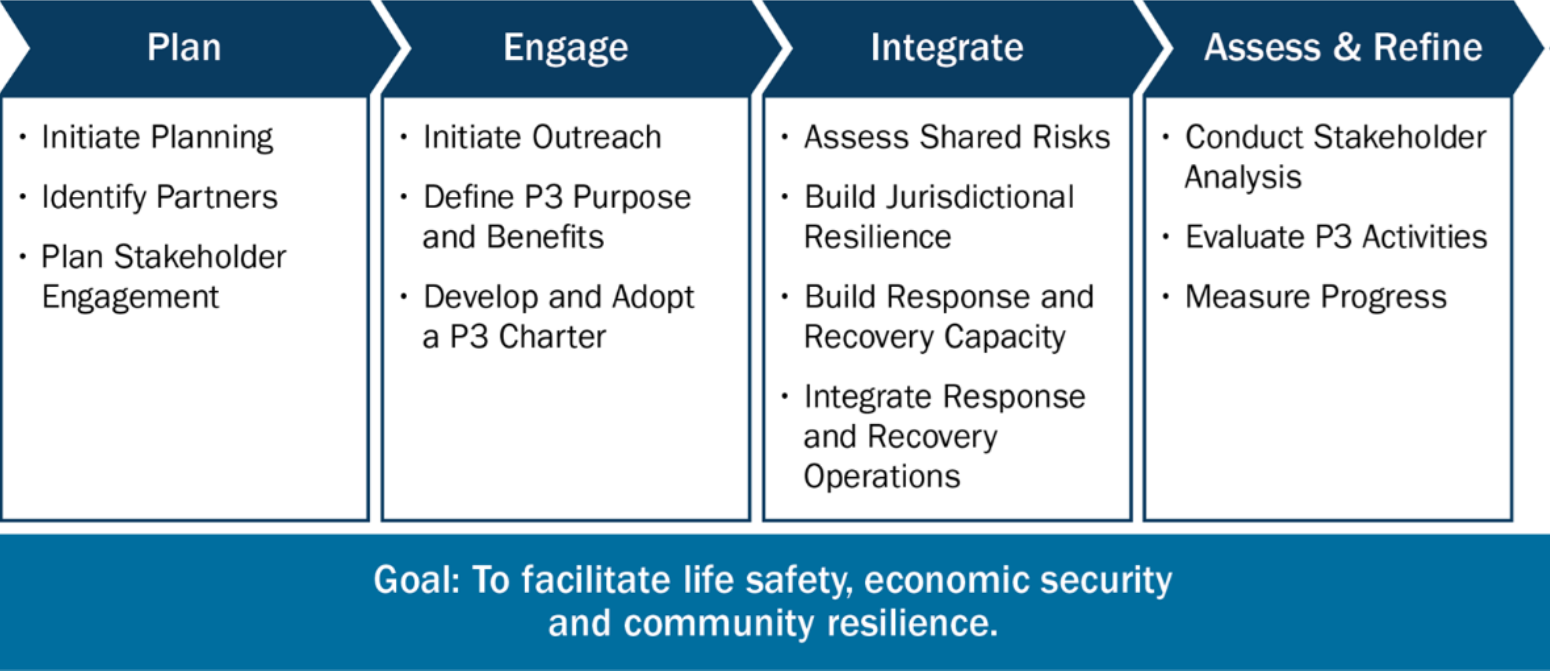 Plan
• Initiate Planning
• Identify Partners
• Plan Stakeholder
Engagement
Engage
• Initiate Outreach
• Define P3 Purpose
and Benefits
• Develop and Adopt
a P3 Charter
Integrate
• Assess Shared Risks
• Build Jurisdictional
Resilience
• Build Response and
Recovery Capacity
• Integrate Response
and Recovery
Operations
Assess & Refine
• Conduct Stakeholder
Analysis
• Evaluate P3 Activities
• Measure Progress
Goal: To facilitate life safety, economic security
and community resilience.